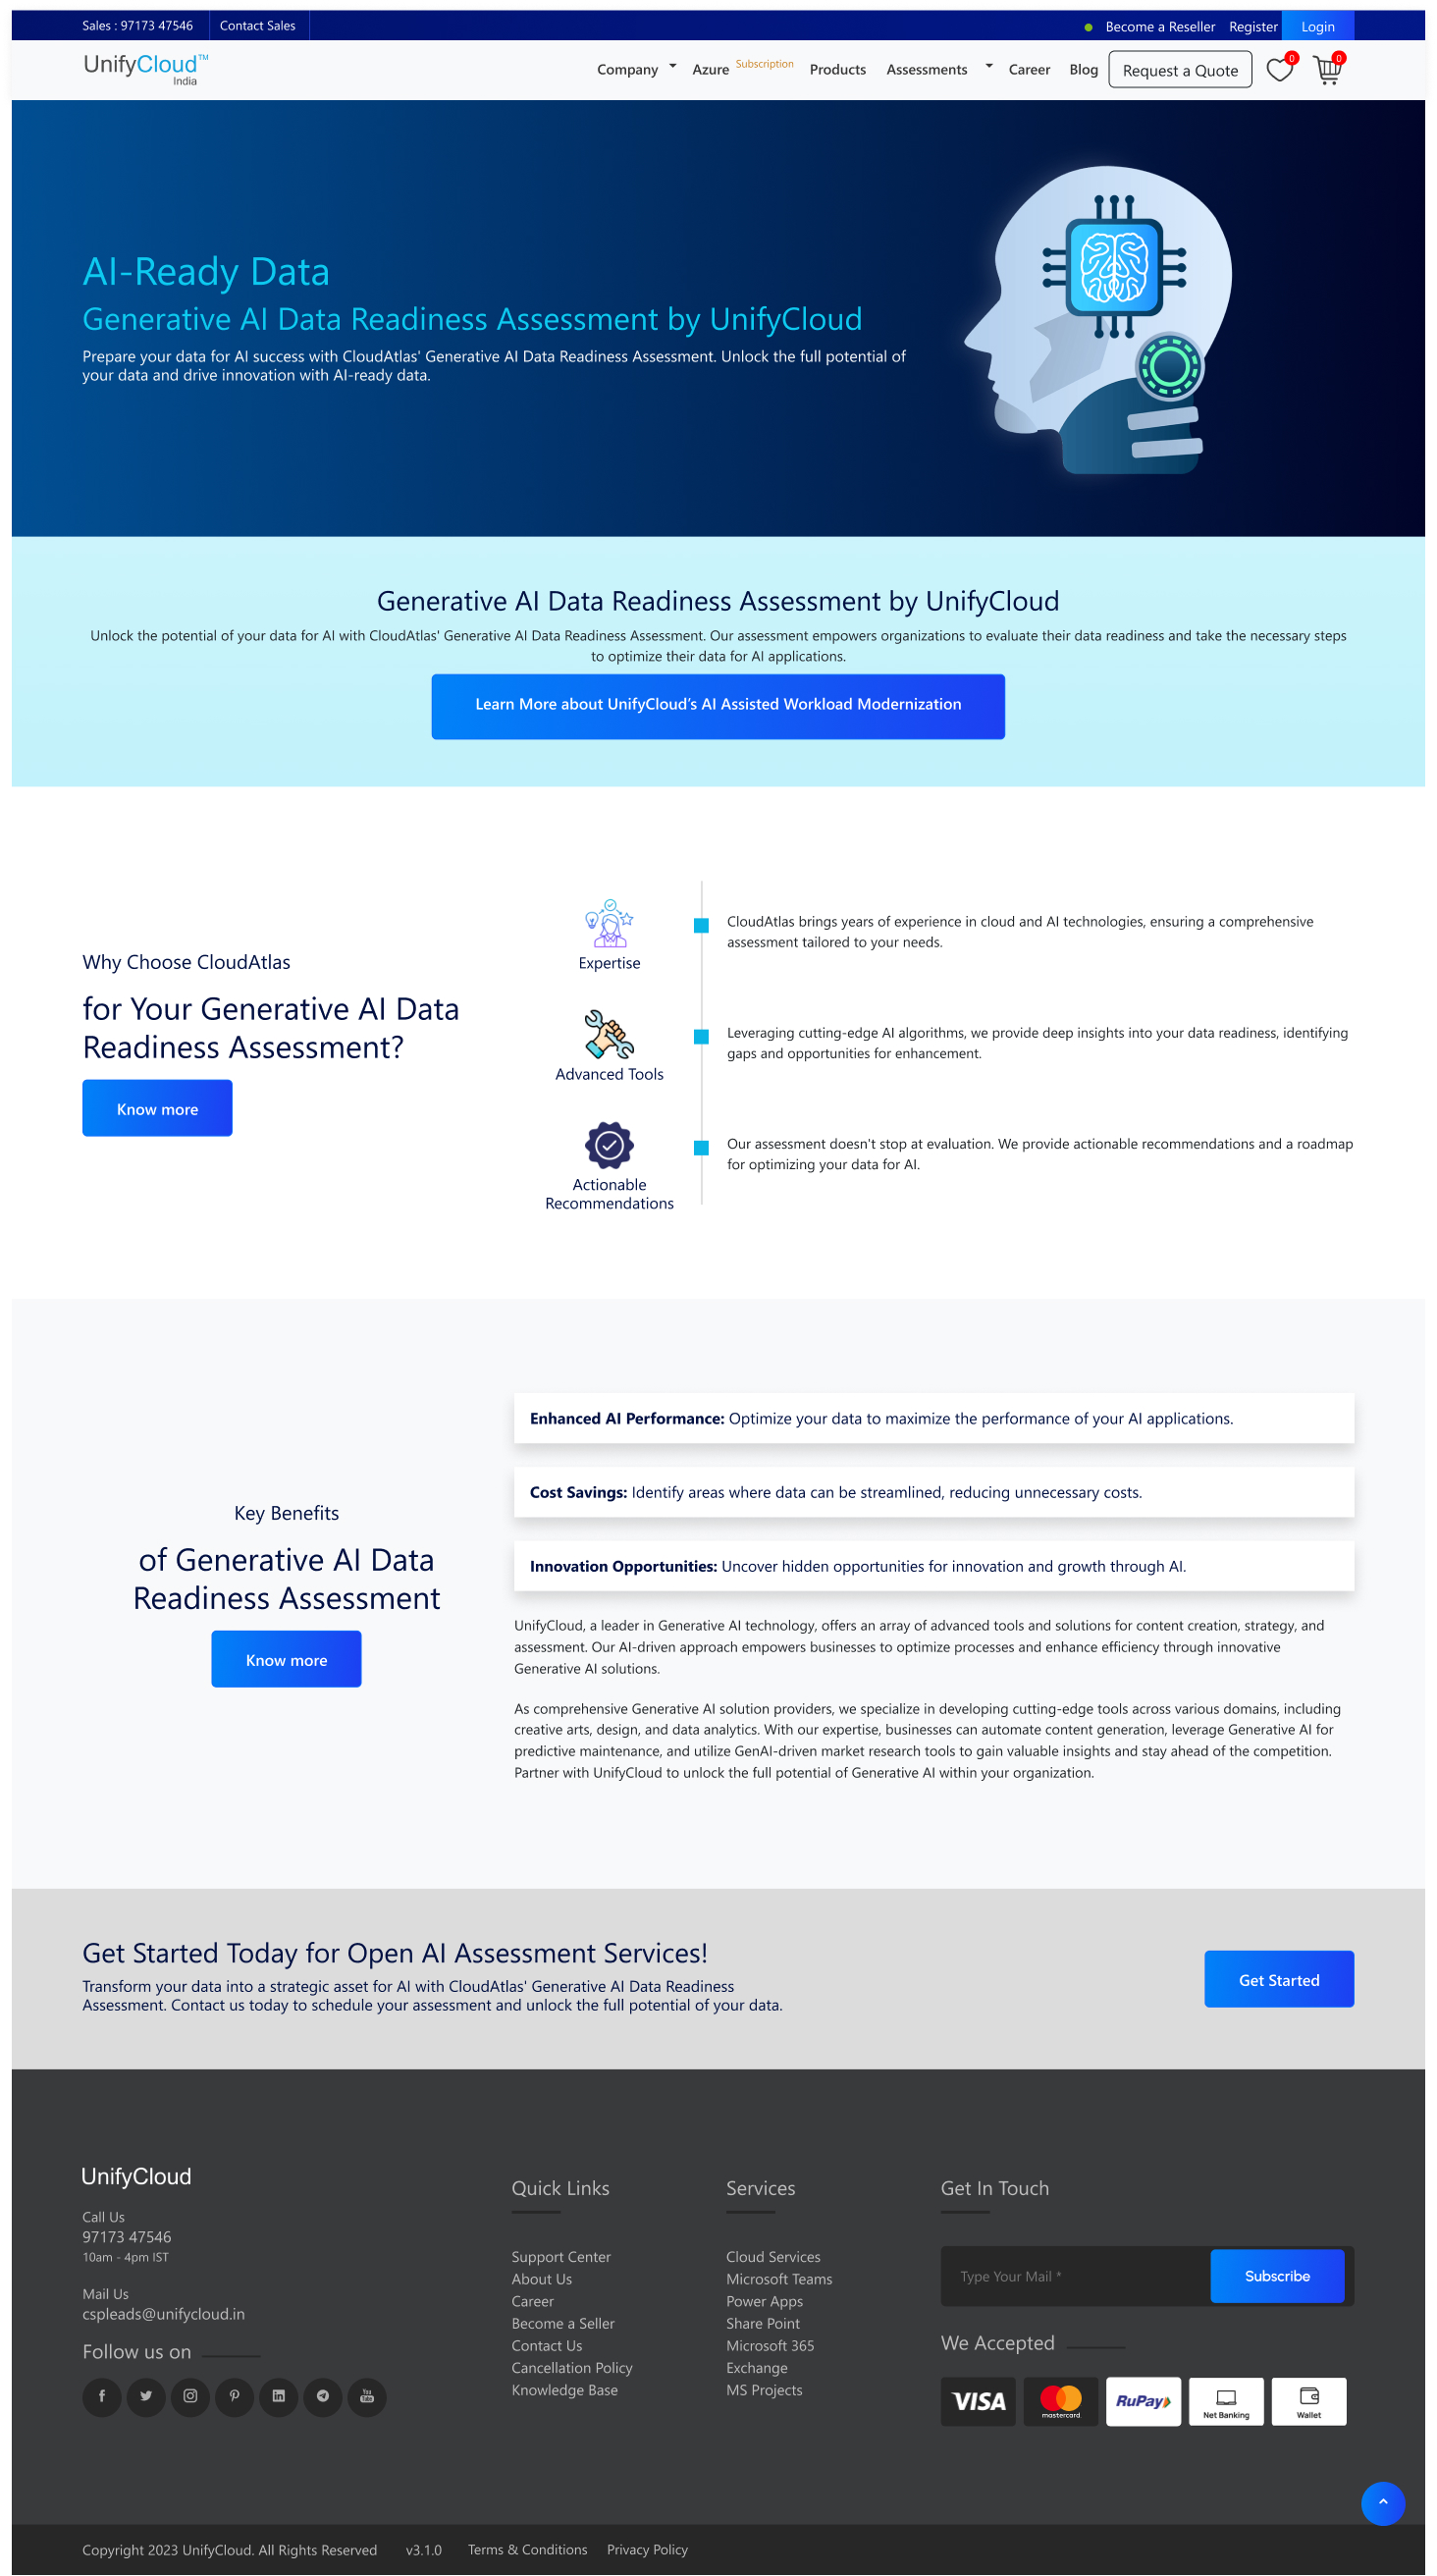 Sales : 97173 47546 Contact Sales Become a Reseller Register Login
UnifyCloud™
India
Company Azure Subscription Products Assessments Career Blog Request a Quote 0 0
AI-Ready Data
Generative AI Data Readiness Assessment by UnifyCloud
Prepare your data for AI success with CloudAtlas' Generative AI Data Readiness Assessment. Unlock the full potential of
your data and drive innovation with AI-ready data.
Generative AI Data Readiness Assessment by UnifyCloud
Unlock the potential of your data for AI with CloudAtlas' Generative AI Data Readiness Assessment. Our assessment empowers organizations to evaluate their data readiness and take the necessary steps
to optimize their data for AI applications.
Learn More about UnifyCloud’s AI Assisted Workload Modernization
Why Choose CloudAtlas
for Your Generative AI Data
Readiness Assessment?
Know more
Expertise
CloudAtlas brings years of experience in cloud and AI technologies, ensuring a comprehensive
assessment tailored to your needs.
Advanced Tools
Leveraging cutting-edge AI algorithms, we provide deep insights into your data readiness, identifying
gaps and opportunities for enhancement.
Actionable
Recommendations
Our assessment doesn't stop at evaluation. We provide actionable recommendations and a roadmap
for optimizing your data for AI.
Key Benefits
of Generative AI Data
Readiness Assessment
Know more
Enhanced AI Performance: Optimize your data to maximize the performance of your AI applications.
Cost Savings: Identify areas where data can be streamlined, reducing unnecessary costs.
Innovation Opportunities: Uncover hidden opportunities for innovation and growth through AI.
UnifyCloud, a leader in Generative AI technology, offers an array of advanced tools and solutions for content creation, strategy, and
assessment. Our AI-driven approach empowers businesses to optimize processes and enhance efficiency through innovative
Generative AI solutions.
As comprehensive Generative AI solution providers, we specialize in developing cutting-edge tools across various domains, including
creative arts, design, and data analytics. With our expertise, businesses can automate content generation, leverage Generative AI for
predictive maintenance, and utilize GenAI-driven market research tools to gain valuable insights and stay ahead of the competition.
Partner with UnifyCloud to unlock the full potential of Generative AI within your organization.
Get Started Today for Open AI Assessment Services!
Transform your data into a strategic asset for AI with CloudAtlas' Generative AI Data Readiness
Assessment. Contact us today to schedule your assessment and unlock the full potential of your data.
Get Started
UnifyCloud
Call Us
97173 47546
10am - 4pm IST
Mail Us
cspleads@unifycloud.in
Follow us on
You
Tube
Quick Links
Support Center
About Us
Career
Become a Seller
Contact Us
Cancellation Policy
Knowledge Base
Services
Cloud Services
Microsoft Teams
Power Apps
Share Point
Microsoft 365
Exchange
MS Projects
Get In Touch
Type Your Mail * Subscribe
We Accepted
VISA
mastercard
RuPay
Net Banking
Wallet
Copyright 2023 UnifyCloud. All Rights Reserved v3.1.0 Terms & Conditions Privacy Policy